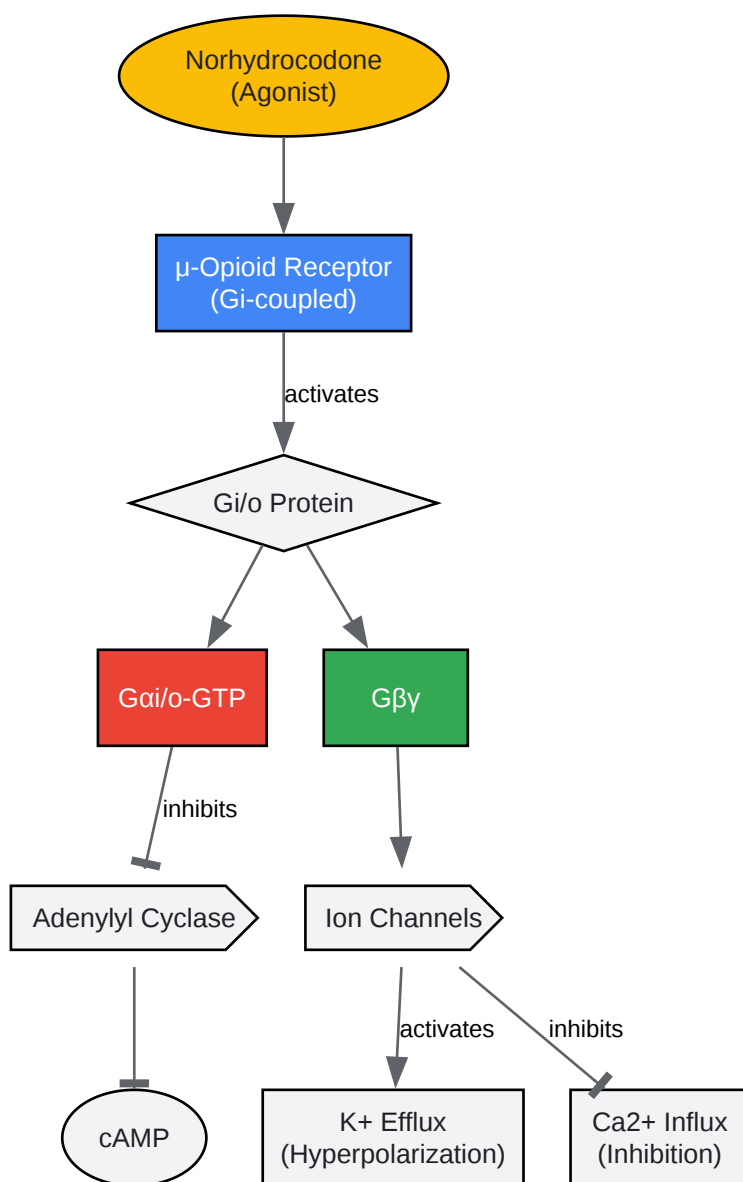 Norhydrocodone
(Agonist)
μ-Opioid Receptor
(Gi-coupled)
activates
Gi/o Protein
Gαi/o-GTP
Gβγ
inhibits
Adenylyl Cyclase
Ion Channels
activates
inhibits
cAMP
K+ Efflux
(Hyperpolarization)
Ca2+ Influx
(Inhibition)